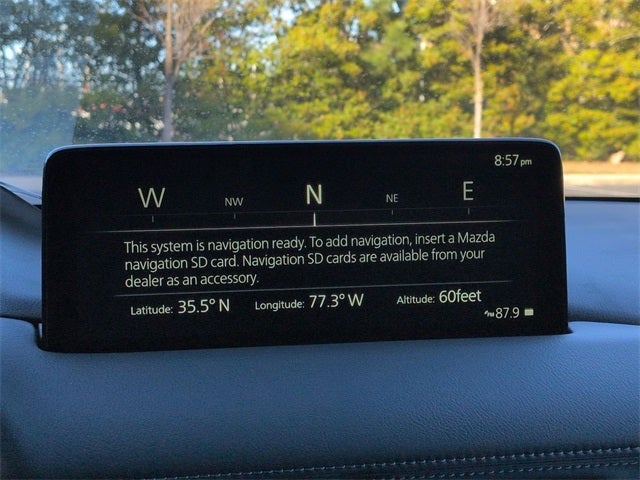 8:57pm
W NW N NE E
This system is navigation ready. To add navigation, insert a Mazda
navigation SD card. Navigation SD cards are available from your
dealer as an accessory.
Latitude: 35.5° N Longitude: 77.3° W Altitude: 60feet
87.9